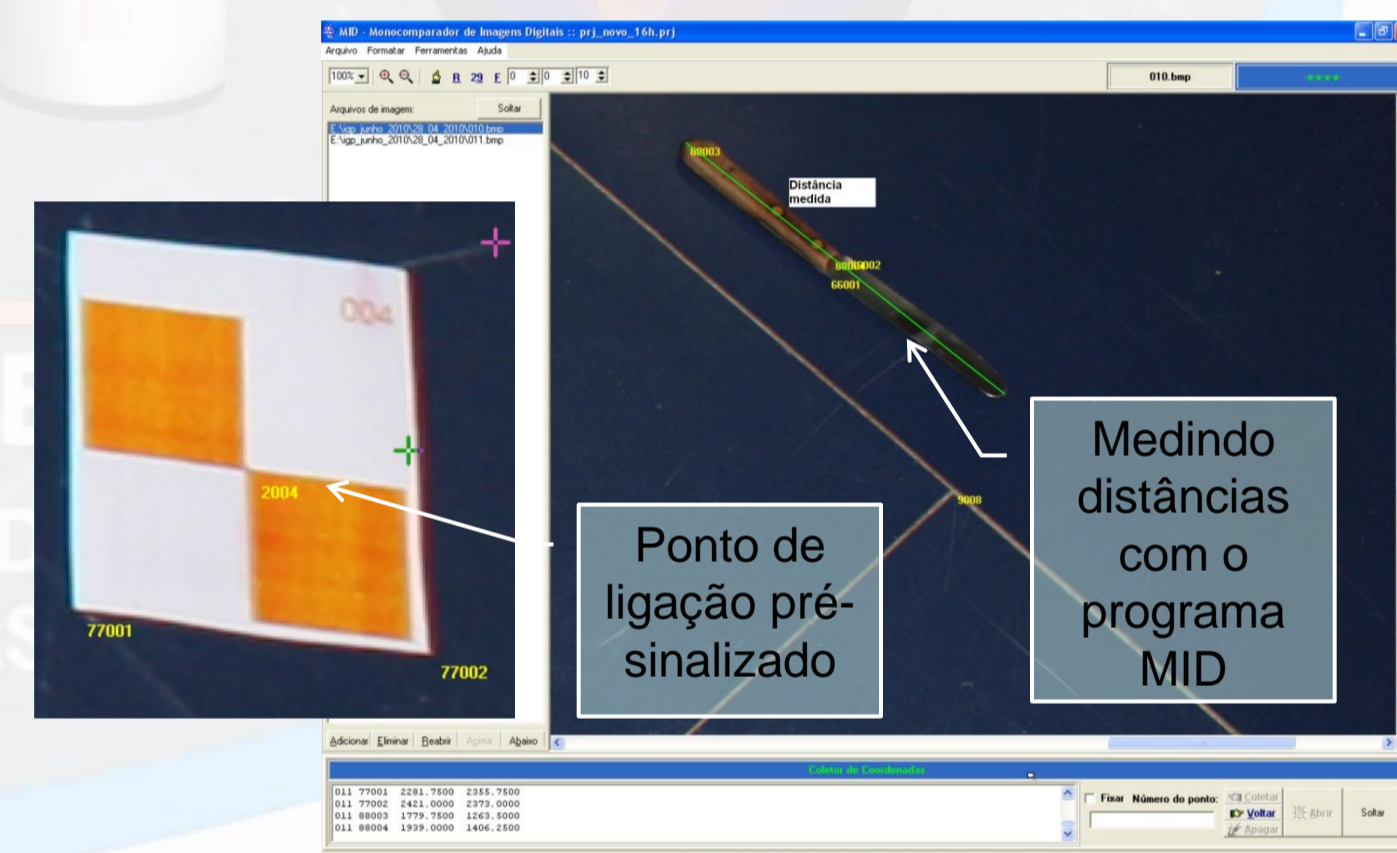 MID - Monocomparador de Imagens Digitais :: prj_novo_16h.prj
Arquivo Formatar Ferramentas Ajuda
100% R 29 F 0 0 10 010.bmp -x-x-x-x-
Arquivos de imagem: Soltar
E:\igp_junho_2010\28_04_2010\010.bmp
E:\igp_junho_2010\28_04_2010\011.bmp
88003
Distância
medida
66001
9008
004
2004
77001
77002
Ponto de
ligação pré-
sinalizado
Medindo
distâncias
com o
programa
MID
Adicionar Eliminar Reabrir Acima Abaixo
Coletor de Coordenadas
011 77001 2281.7500 2355.7500
011 77002 2421.0000 2373.0000
011 88003 1779.7500 1263.5000
011 88004 1939.0000 1406.2500
Fixar Número do ponto:
Coletar
Voltar
Apagar
Abrir
Soltar